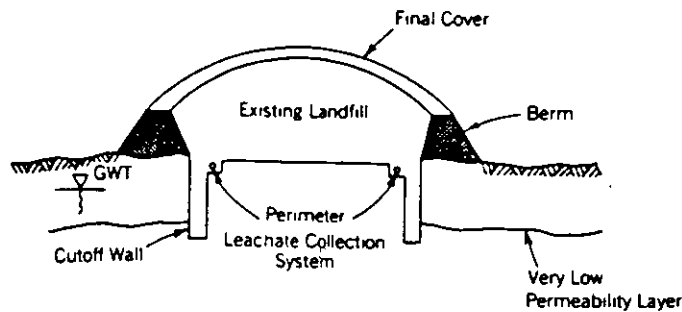 Final Cover
Existing Landfill
Berm
GWT
Perimeter
Leachate Collection
System
Cutoff Wall
Very Low
Permeability Layer